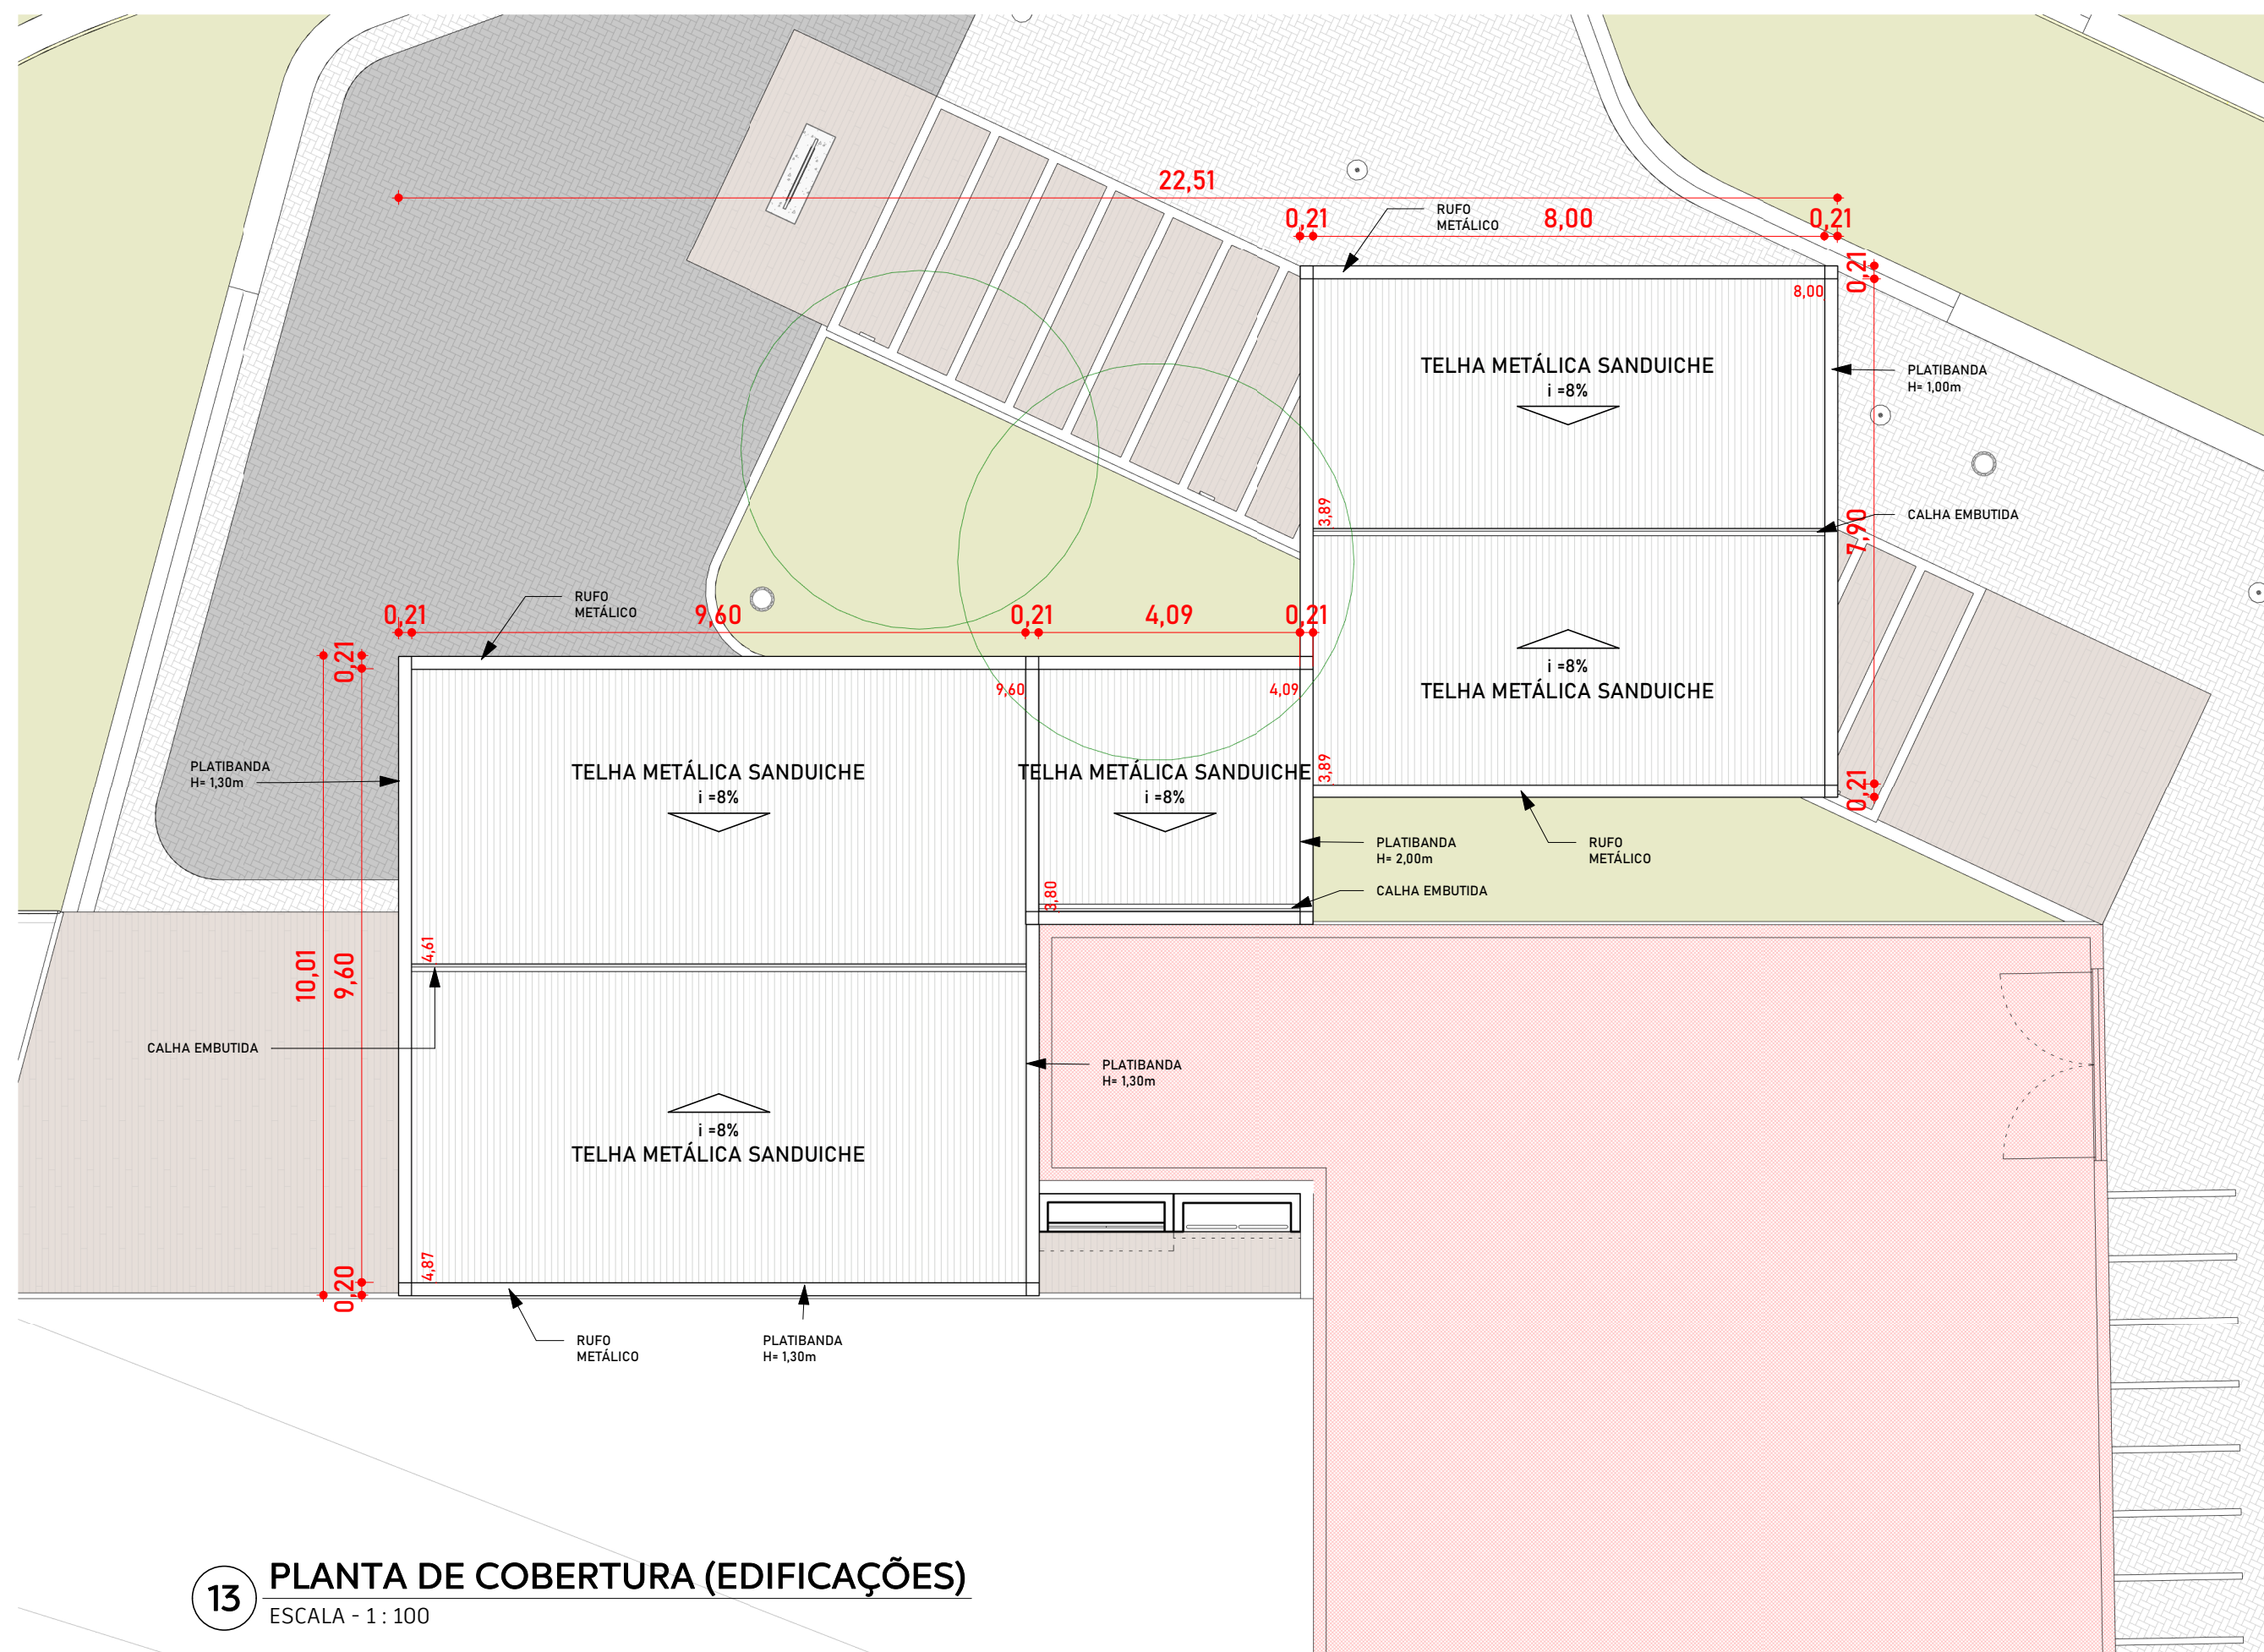 22,51
0,21
RUFO
METÁLICO
8,00
0,21
0,21
8,00
TELHA METÁLICA SANDUICHE
i =8%
PLATIBANDA
H= 1,00m
3,89
CALHA EMBUTIDA
7,90
RUFO
METÁLICO
0,21
9,60
0,21
4,09
0,21
0,21
i =8%
TELHA METÁLICA SANDUICHE
9,60
4,09
PLATIBANDA
H= 1,30m
TELHA METÁLICA SANDUICHE
i =8%
TELHA METÁLICA SANDUICHE
i =8%
3,89
0,21
PLATIBANDA
H= 2,00m
RUFO
METÁLICO
3,80
CALHA EMBUTIDA
4,61
10,01
9,60
CALHA EMBUTIDA
PLATIBANDA
H= 1,30m
i =8%
TELHA METÁLICA SANDUICHE
4,87
0,20
RUFO
METÁLICO
PLATIBANDA
H= 1,30m
13
PLANTA DE COBERTURA (EDIFICAÇÕES)
ESCALA - 1 : 100